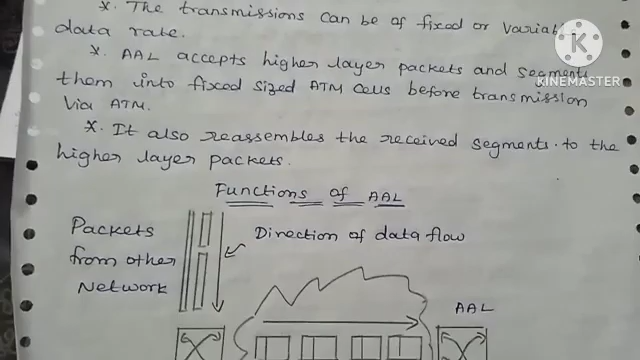 *. The transmissions can be of fixed or variable
data rate.
*. AAL accepts higher layer packets and segments
them into fixed sized ATM cells before transmission
via ATM.
*. It also reassembles the received segments to the
higher layer packets.
Functions of AAL
Packets
from other
Network
Direction of data flow
AAL
K
KINEMASTER